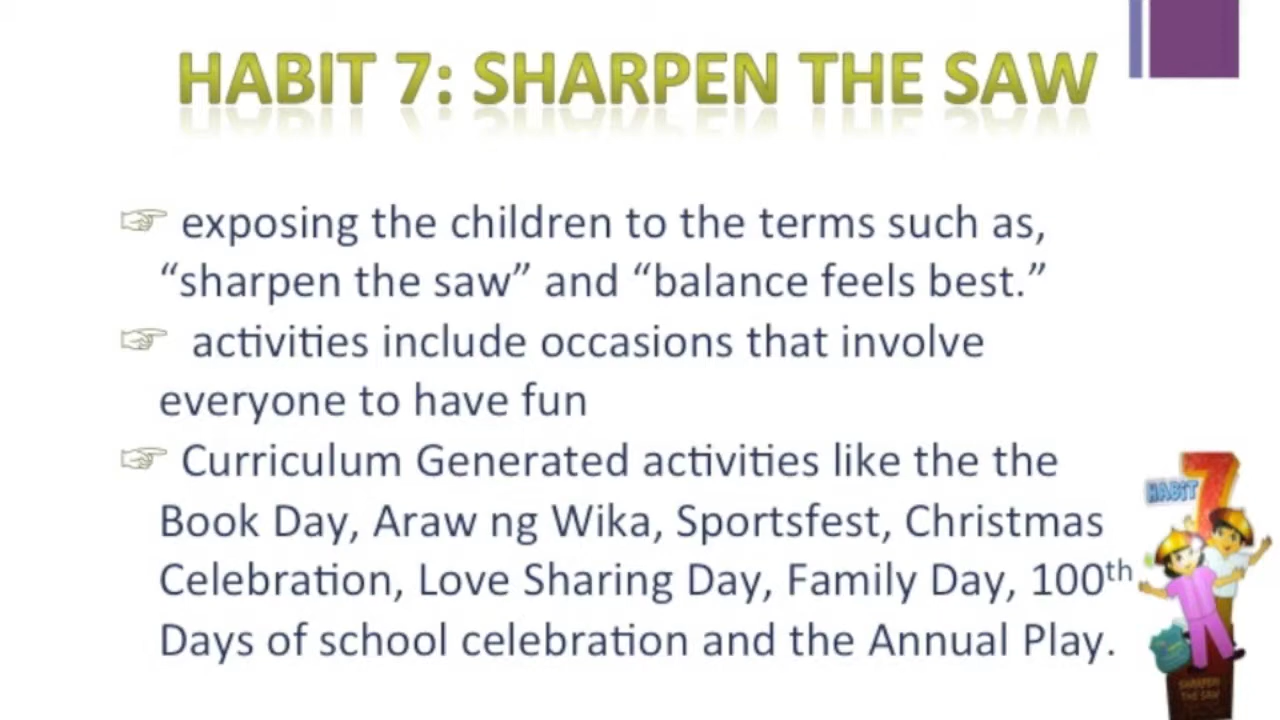 HABIT 7: SHARPEN THE SAW
☞ exposing the children to the terms such as,
“sharpen the saw” and “balance feels best.”
☞ activities include occasions that involve
everyone to have fun
☞ Curriculum Generated activities like the the
Book Day, Araw ng Wika, Sportsfest, Christmas
Celebration, Love Sharing Day, Family Day, 100th
Days of school celebration and the Annual Play.
7
HABIT
SHARPEN
THE SAW